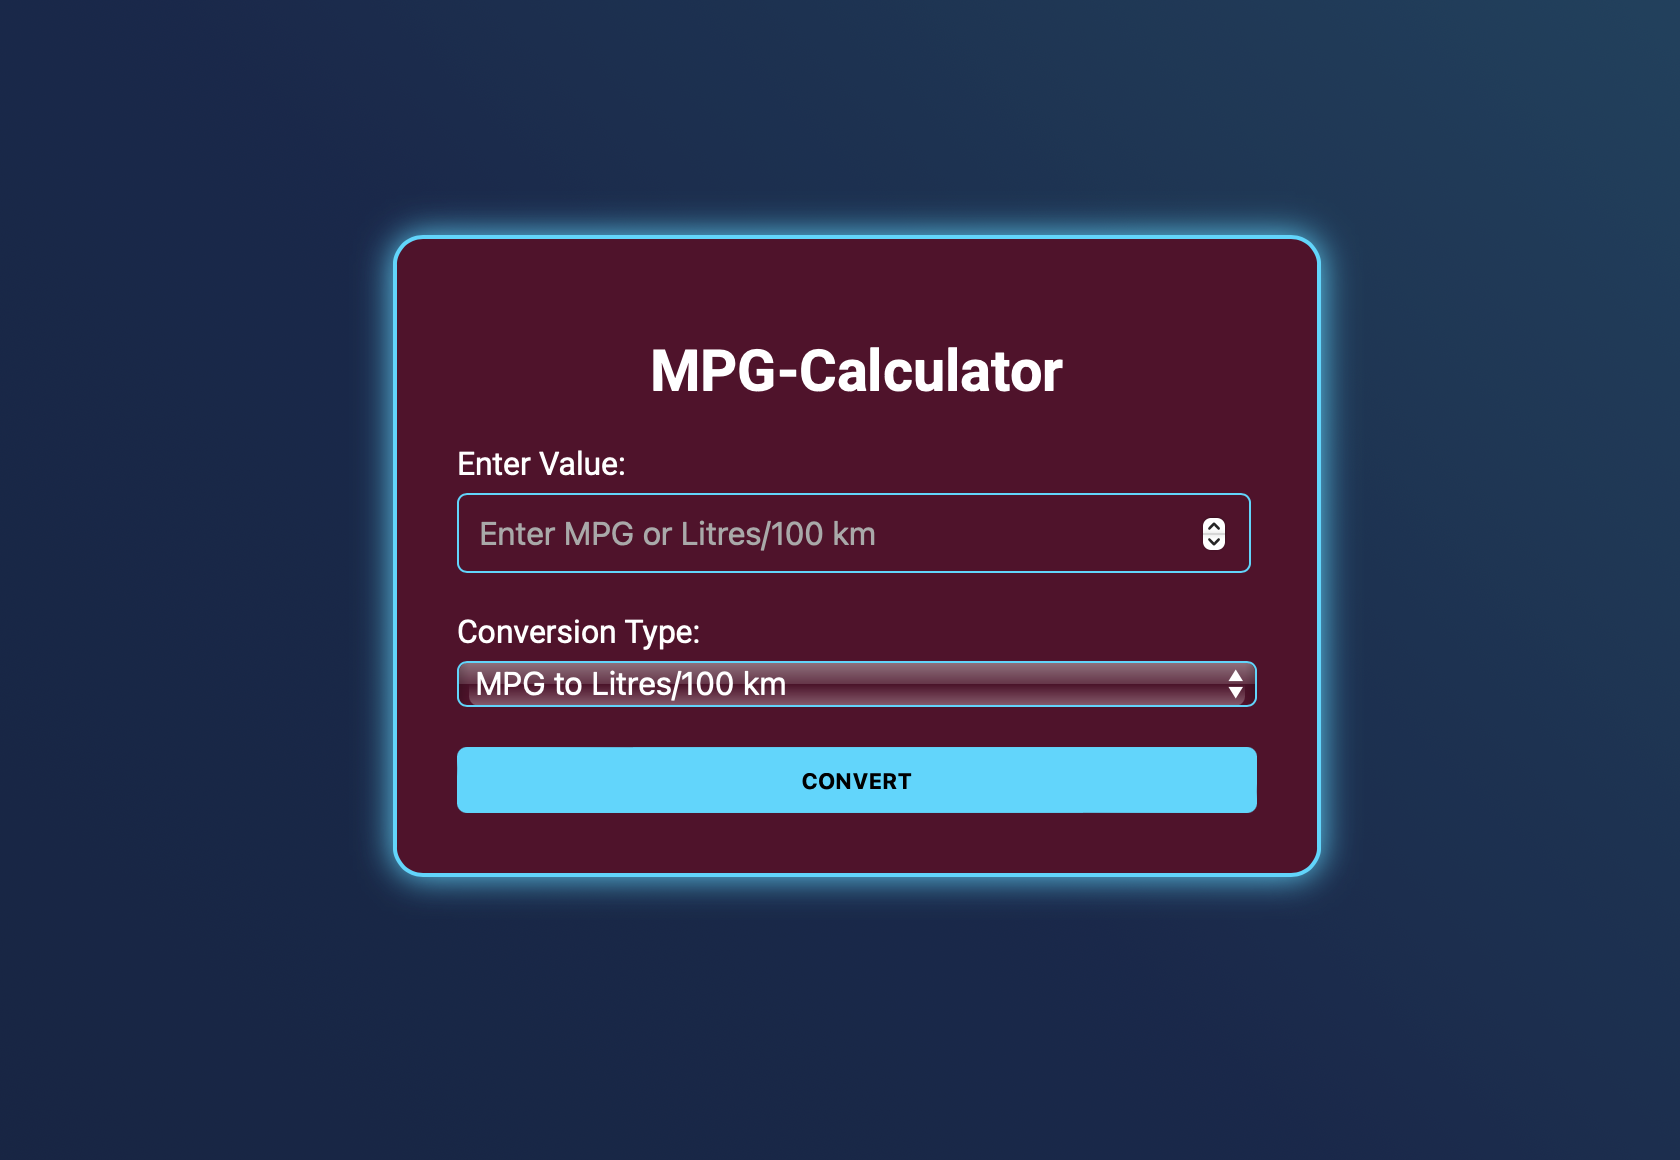 MPG-Calculator
Enter Value:
Enter MPG or Litres/100 km
Conversion Type:
MPG to Litres/100 km
CONVERT